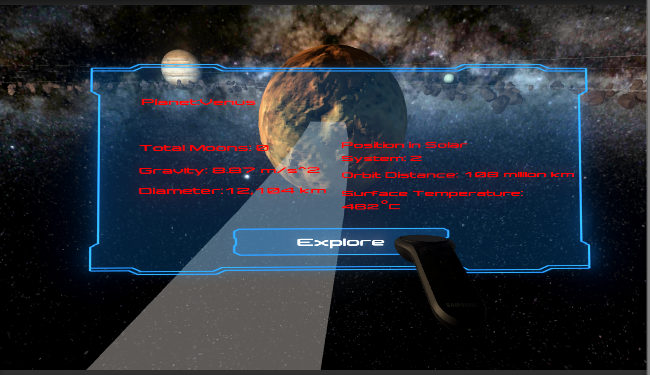 Planet:Venus
Total Moons: 0
Gravity: 8.87 m/s^2
Diameter: 12,104 km
Position in Solar
System: 2
Orbit Distance: 108 million km
Surface Temperature:
462°C
Explore